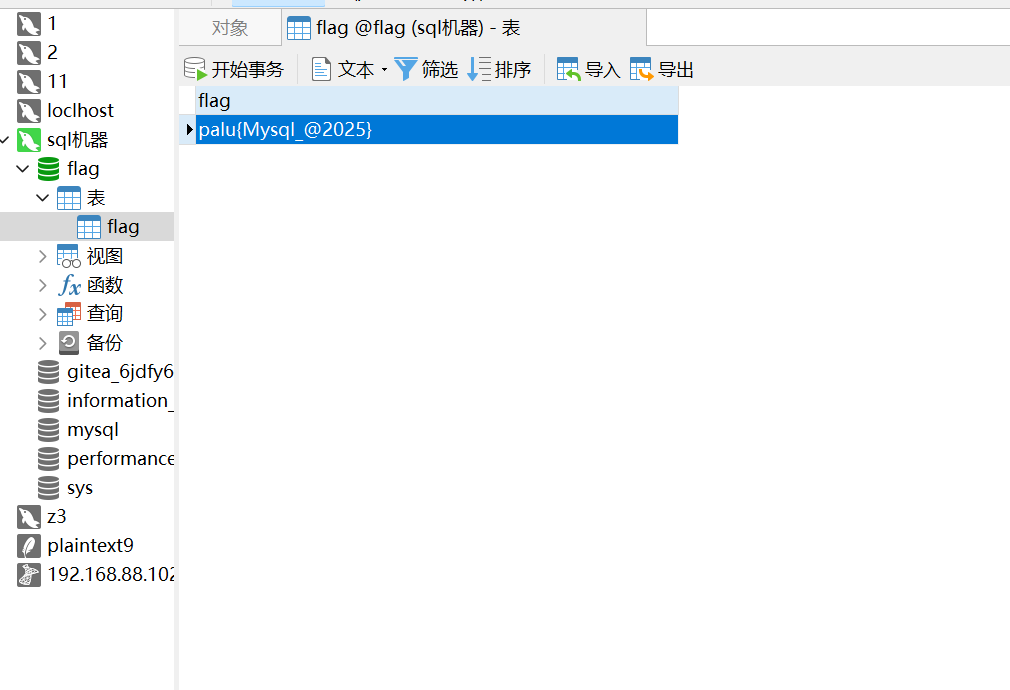 1
2
11
loclhost
sql机器
flag
表
flag
视图
函数
查询
备份
gitea_6jdfy6
information_
mysql
performance
sys
z3
plaintext9
192.168.88.102
对象
flag @flag (sql机器) - 表
开始事务 文本 筛选 排序 导入 导出
flag
palu{Mysql_@2025}